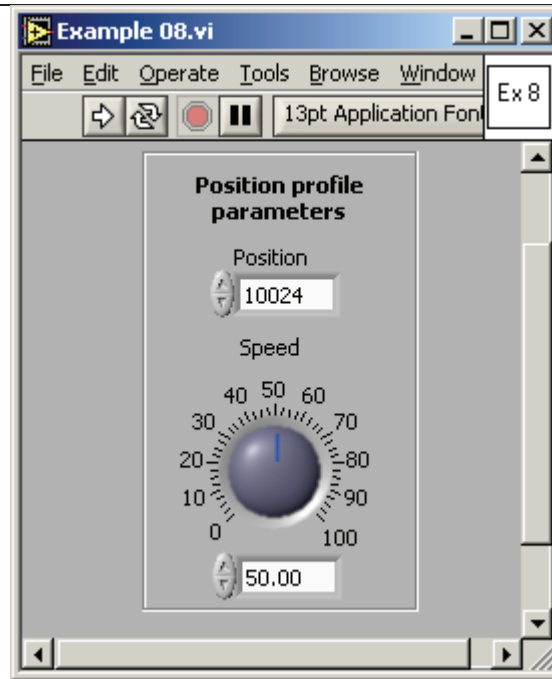 Example 08.vi
File Edit Operate Tools Browse Window
Ex 8
13pt Application Font
Position profile
parameters
Position
10024
Speed
0 10 20 30 40 50 60 70 80 90 100
50.00